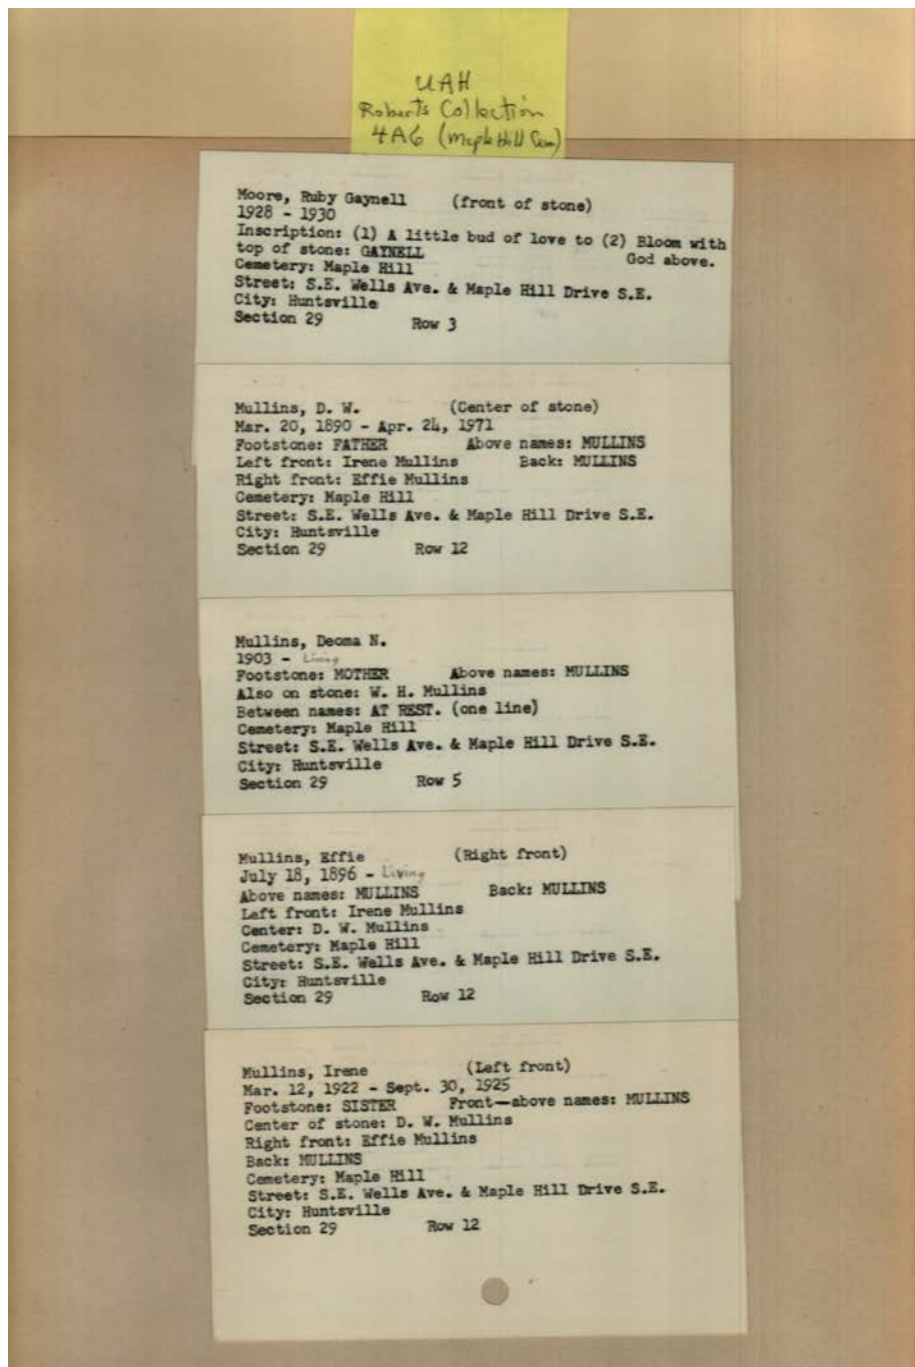 UAH
Roberts Collection
4A6 (Maple Hill Cem)
Moore, Ruby Gaynell (front of stone)
1928 - 1930
Inscription: (1) A little bud of love to (2) Bloom with
top of stone: GAYNELL God above.
Cemetery: Maple Hill
Street: S.E. Wells Ave. & Maple Hill Drive S.E.
City: Huntsville
Section 29 Row 3
Mullins, D. W. (Center of stone)
Mar. 20, 1890 - Apr. 24, 1971
Footstone: FATHER Above names: MULLINS
Left front: Irene Mullins Back: MULLINS
Right front: Effie Mullins
Cemetery: Maple Hill
Street: S.E. Wells Ave. & Maple Hill Drive S.E.
City: Huntsville
Section 29 Row 12
Mullins, Deoma N.
1903 - Living
Footstone: MOTHER Above names: MULLINS
Also on stone: W. H. Mullins
Between names: AT REST. (one line)
Cemetery: Maple Hill
Street: S.E. Wells Ave. & Maple Hill Drive S.E.
City: Huntsville
Section 29 Row 5
Mullins, Effie (Right front)
July 18, 1896 - Living
Above names: MULLINS Back: MULLINS
Left front: Irene Mullins
Center: D. W. Mullins
Cemetery: Maple Hill
Street: S.E. Wells Ave. & Maple Hill Drive S.E.
City: Huntsville
Section 29 Row 12
Mullins, Irene (Left front)
Mar. 12, 1922 - Sept. 30, 1925
Footstone: SISTER Front—above names: MULLINS
Center of stone: D. W. Mullins
Right front: Effie Mullins
Back: MULLINS
Cemetery: Maple Hill
Street: S.E. Wells Ave. & Maple Hill Drive S.E.
City: Huntsville
Section 29 Row 12